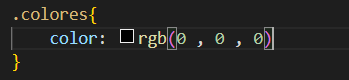 .colores{
    color: rgb(0 , 0 , 0)
}